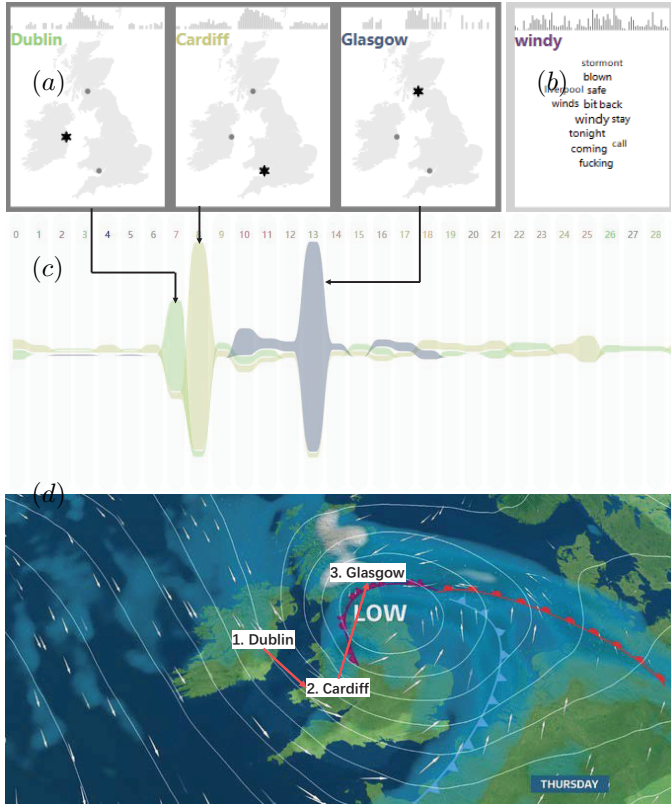 Dublin
Cardiff
Glasgow
windy
(a)
(b)
stormont
blown
liverpool safe
winds bit back
windy stay
tonight
coming call
fucking
0 1 2 3 4 5 6 7 8 9 10 11 12 13 14 15 16 17 18 19 20 21 22 23 24 25 26 27 28
(c)
(d)
3. Glasgow
LOW
1. Dublin
2. Cardiff
THURSDAY